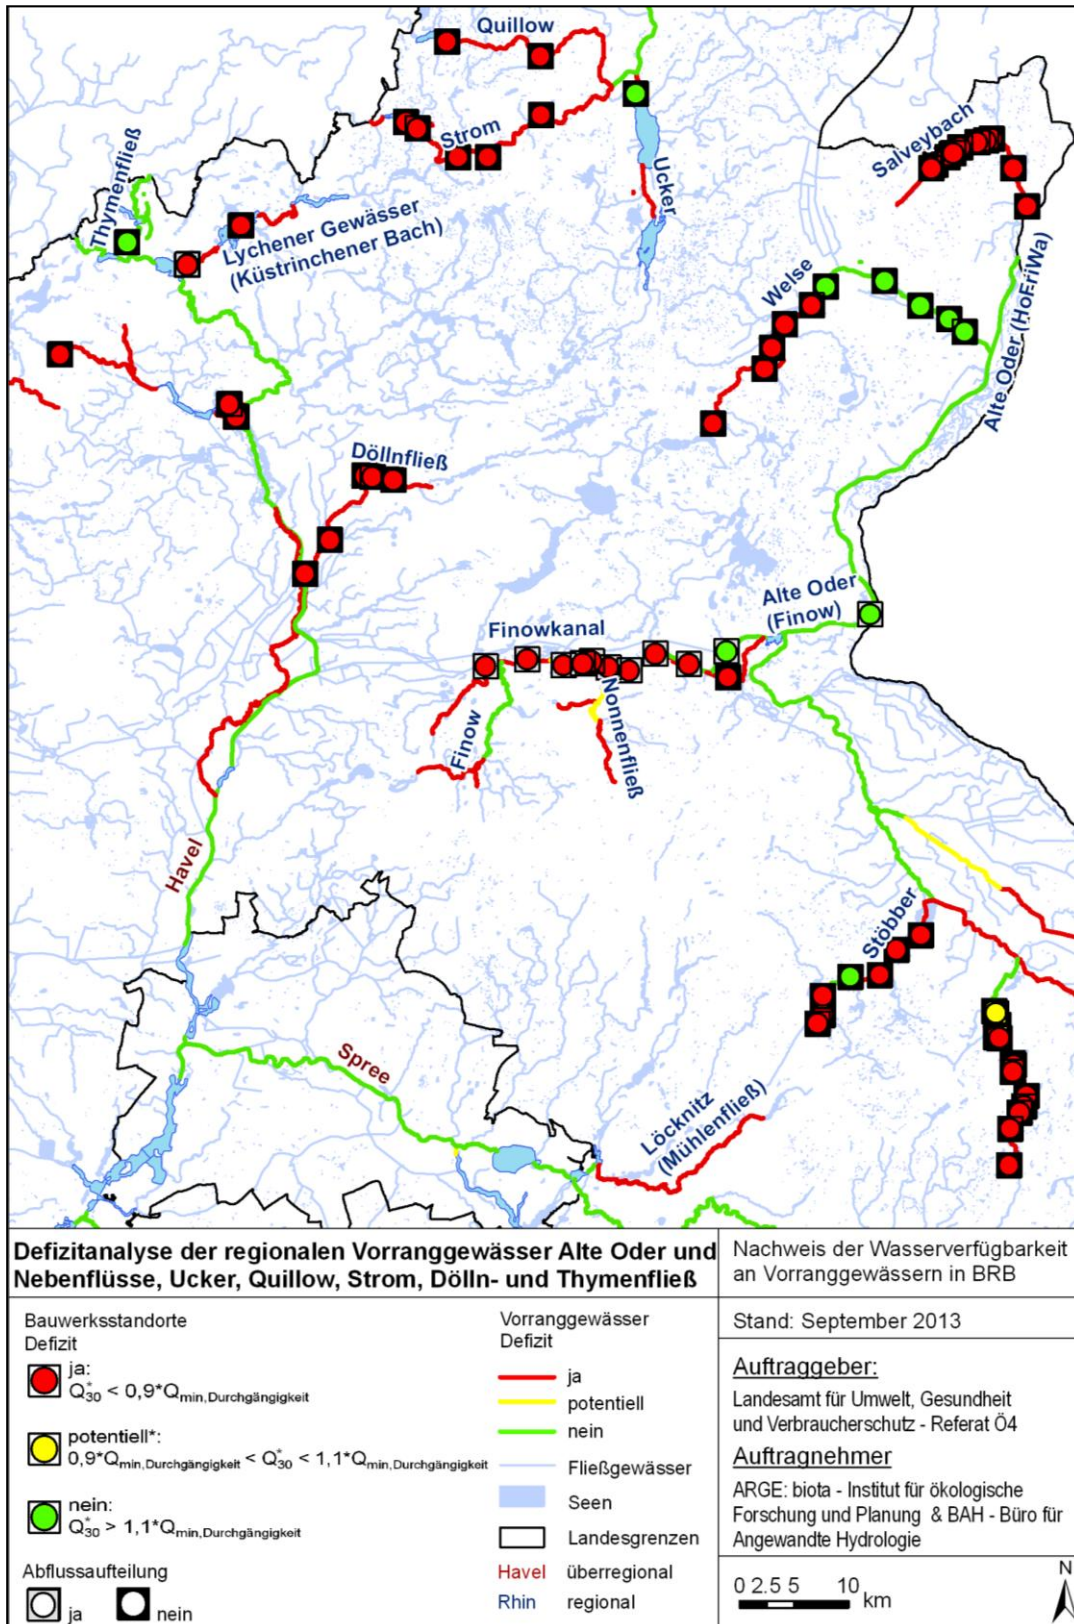 Quillow
Strom
Ucker
Salveybach
Thymenfließ
Lychener Gewässer
(Küstrinchener Bach)
Welse
Alte Oder (HoFriWa)
Döllnfließ
Alte Oder
(Finow)
Finowkanal
Finow
Nonnenfließ
Havel
Stöbber
Spree
Löcknitz
(Mühlenfließ)
Defizitanalyse der regionalen Vorranggewässer Alte Oder und
Nebenflüsse, Ucker, Quillow, Strom, Dölln- und Thymenfließ
Bauwerksstandorte
Defizit
ja:
Q*30 < 0,9*Qmin,Durchgängigkeit
potentiell*:
0,9*Qmin,Durchgängigkeit < Q*30 < 1,1*Qmin,Durchgängigkeit
nein:
Q*30 > 1,1*Qmin,Durchgängigkeit
Abflussaufteilung
ja nein
Vorranggewässer
Defizit
ja
potentiell
nein
Fließgewässer
Seen
Landesgrenzen
Havel überregional
Rhin regional
Nachweis der Wasserverfügbarkeit
an Vorranggewässern in BRB
Stand: September 2013
Auftraggeber:
Landesamt für Umwelt, Gesundheit
und Verbraucherschutz - Referat Ö4
Auftragnehmer
ARGE: biota - Institut für ökologische
Forschung und Planung & BAH - Büro für
Angewandte Hydrologie
0 2.5 5 10 km
N